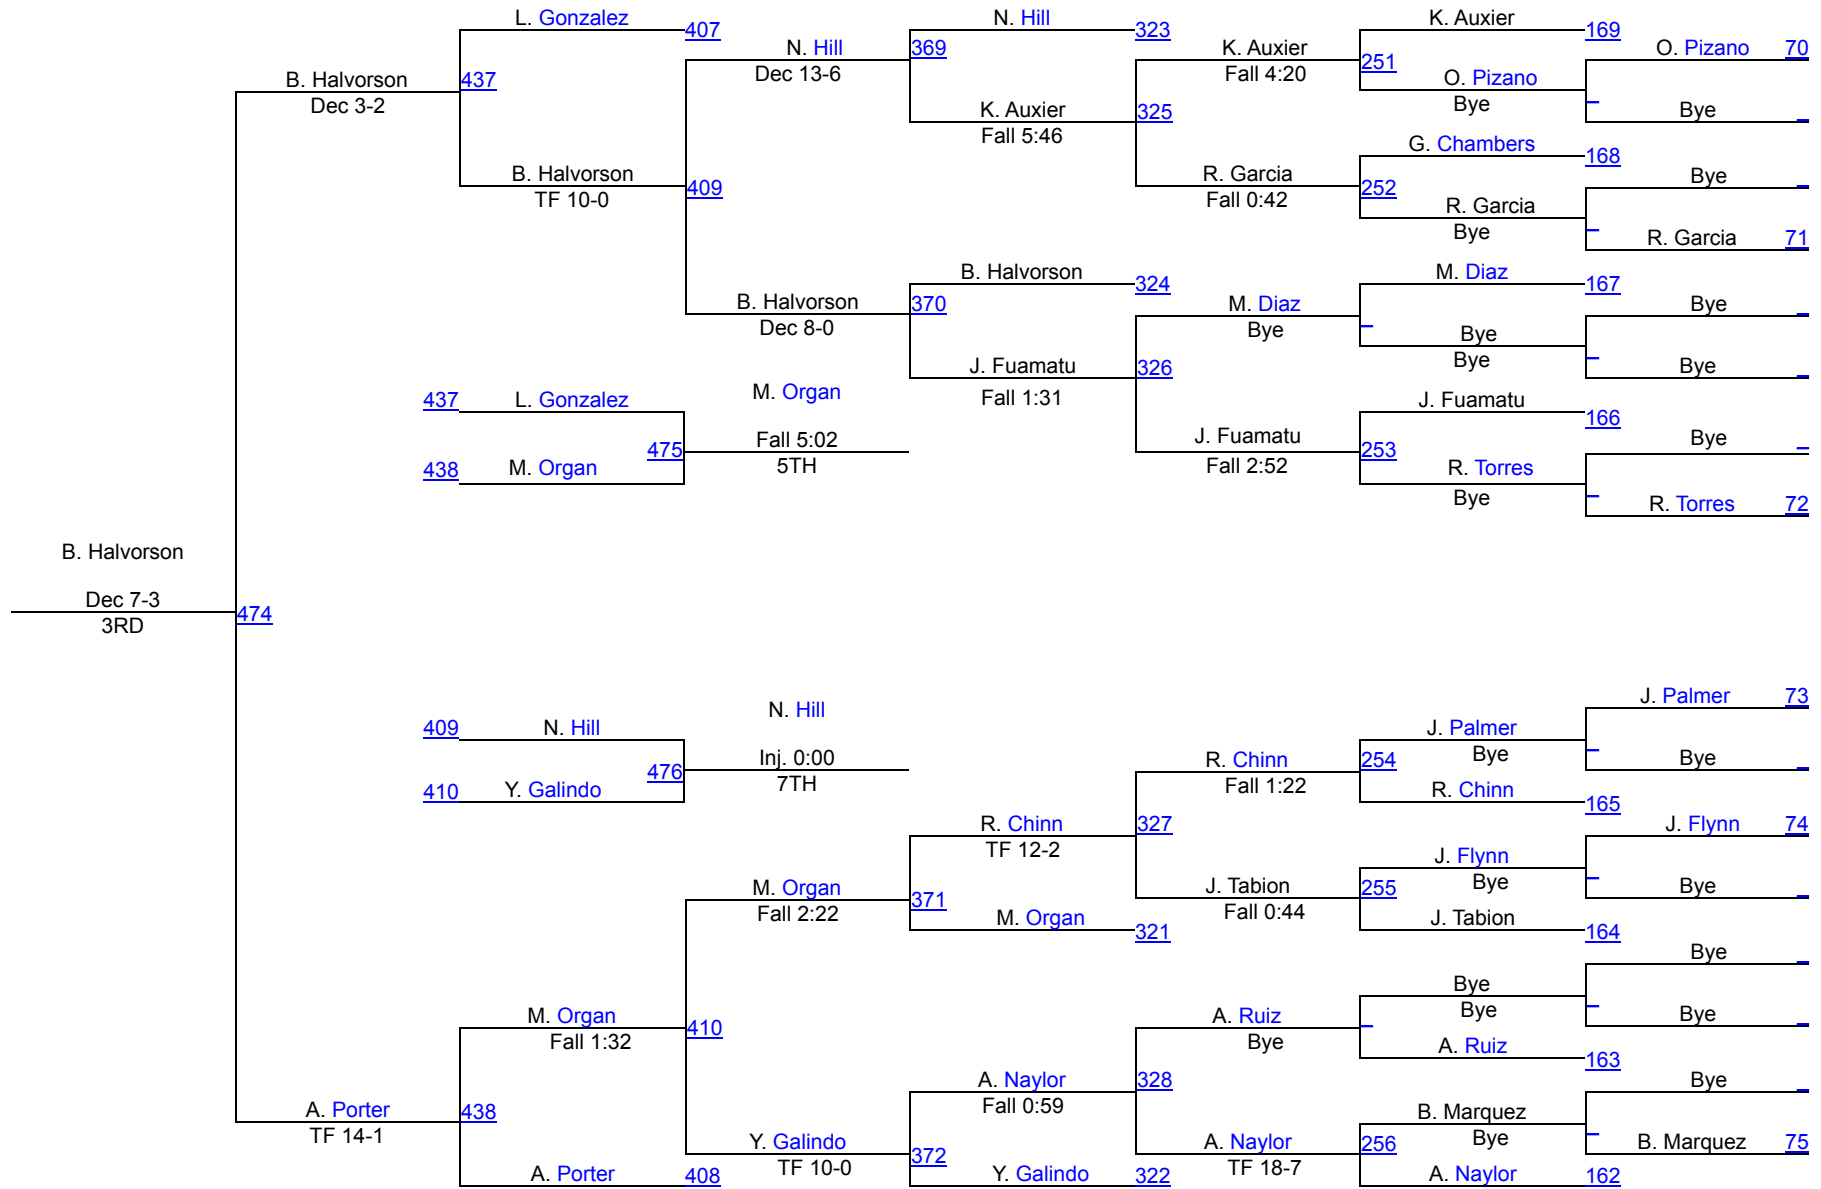 L. Gonzalez 407
N. Hill 323
K. Auxier 169
O. Pizano 70
N. Hill 369
Dec 13-6
K. Auxier
Fall 4:20
251
O. Pizano
Bye
_
Bye _
B. Halvorson
Dec 3-2
437
K. Auxier
Fall 5:46
325
G. Chambers 168
B. Halvorson
TF 10-0
409
R. Garcia
Fall 0:42
252
Bye _
R. Garcia
Bye
_
R. Garcia 71
B. Halvorson 324
M. Diaz 167
B. Halvorson
Dec 8-0
370
M. Diaz
Bye
_
Bye _
Bye
Bye
_
Bye _
J. Fuamatu
Fall 1:31
326
437 L. Gonzalez
M. Organ
J. Fuamatu 166
Fall 5:02
5TH
475
J. Fuamatu
Fall 2:52
253
Bye _
438 M. Organ
R. Torres
Bye
_
R. Torres 72
B. Halvorson
Dec 7-3
3RD
474
J. Palmer 73
409 N. Hill
N. Hill
J. Palmer
Bye
_
Inj. 0:00
7TH
476
R. Chinn
Fall 1:22
254
Bye _
410 Y. Galindo
R. Chinn 165
R. Chinn
TF 12-2
327
J. Flynn 74
J. Flynn
Bye
_
M. Organ
Fall 2:22
371
J. Tabion
Fall 0:44
255
Bye _
M. Organ 321
J. Tabion 164
Bye _
Bye
Bye
_
M. Organ
Fall 1:32
410
A. Ruiz
Bye
_
Bye _
A. Ruiz 163
A. Naylor
Fall 0:59
328
Bye _
A. Porter
TF 14-1
438
B. Marquez
Bye
_
Y. Galindo
TF 10-0
372
A. Naylor
TF 18-7
256
B. Marquez 75
A. Porter 408
Y. Galindo 322
A. Naylor 162